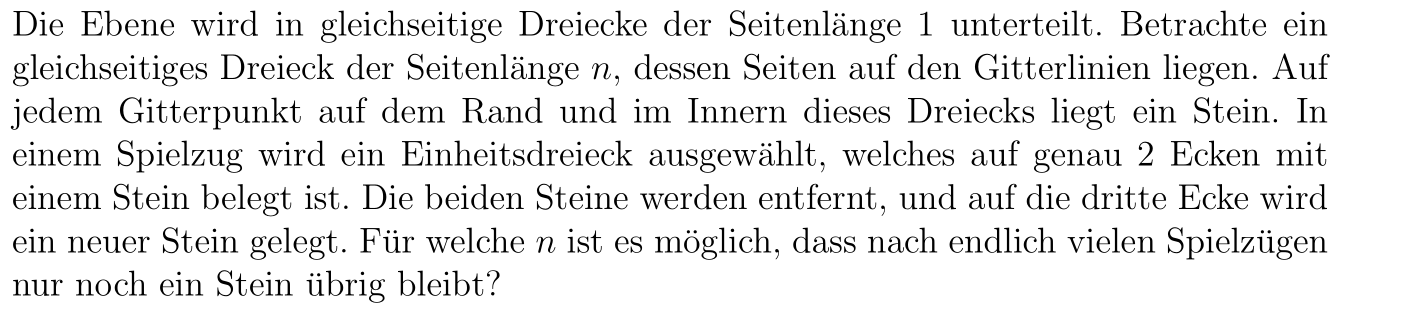 Die Ebene wird in gleichseitige Dreiecke der Seitenlänge 1 unterteilt. Betrachte ein
gleichseitiges Dreieck der Seitenlänge n, dessen Seiten auf den Gitterlinien liegen. Auf
jedem Gitterpunkt auf dem Rand und im Innern dieses Dreiecks liegt ein Stein. In
einem Spielzug wird ein Einheitsdreieck ausgewählt, welches auf genau 2 Ecken mit
einem Stein belegt ist. Die beiden Steine werden entfernt, und auf die dritte Ecke wird
ein neuer Stein gelegt. Für welche n ist es möglich, dass nach endlich vielen Spielzügen
nur noch ein Stein übrig bleibt?